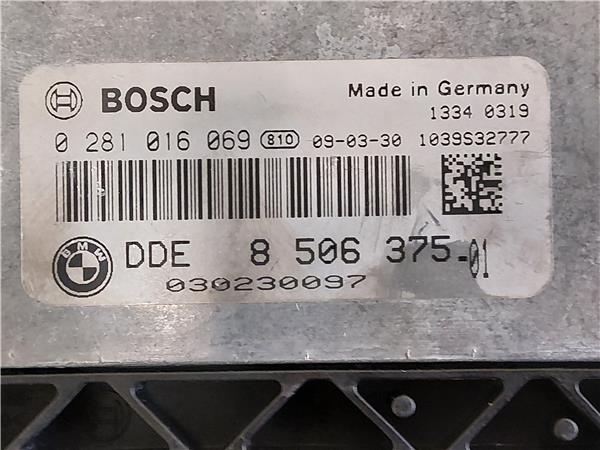 BOSCH Made in Germany
1334 0319
0 281 016 069 810 09-03-30 1039S32777
BMW DDE 8 506 375-01
030230097